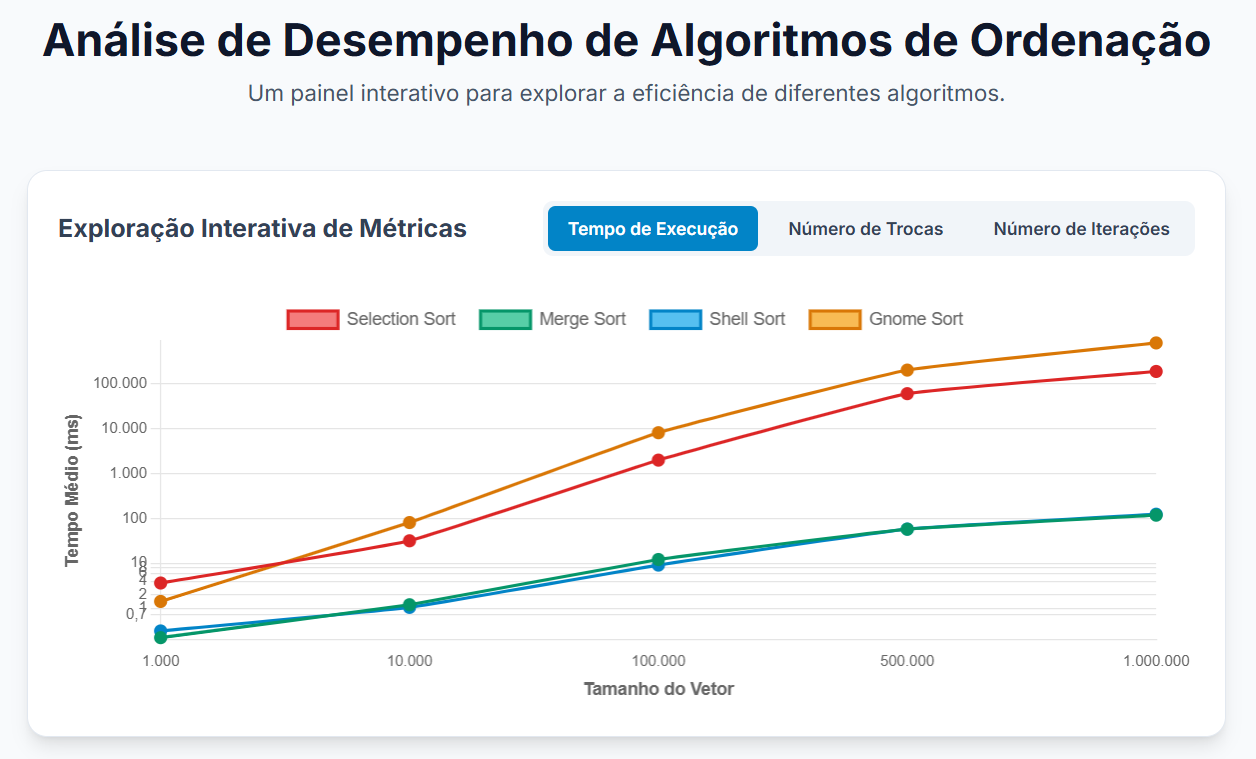 Análise de Desempenho de Algoritmos de Ordenação
Um painel interativo para explorar a eficiência de diferentes algoritmos.
Exploração Interativa de Métricas
Tempo de Execução
Número de Trocas
Número de Iterações
Selection Sort
Merge Sort
Shell Sort
Gnome Sort
Tempo Médio (ms)
100.000
10.000
1.000
100
10
4
2
1
0,7
1.000
10.000
100.000
500.000
1.000.000
Tamanho do Vetor